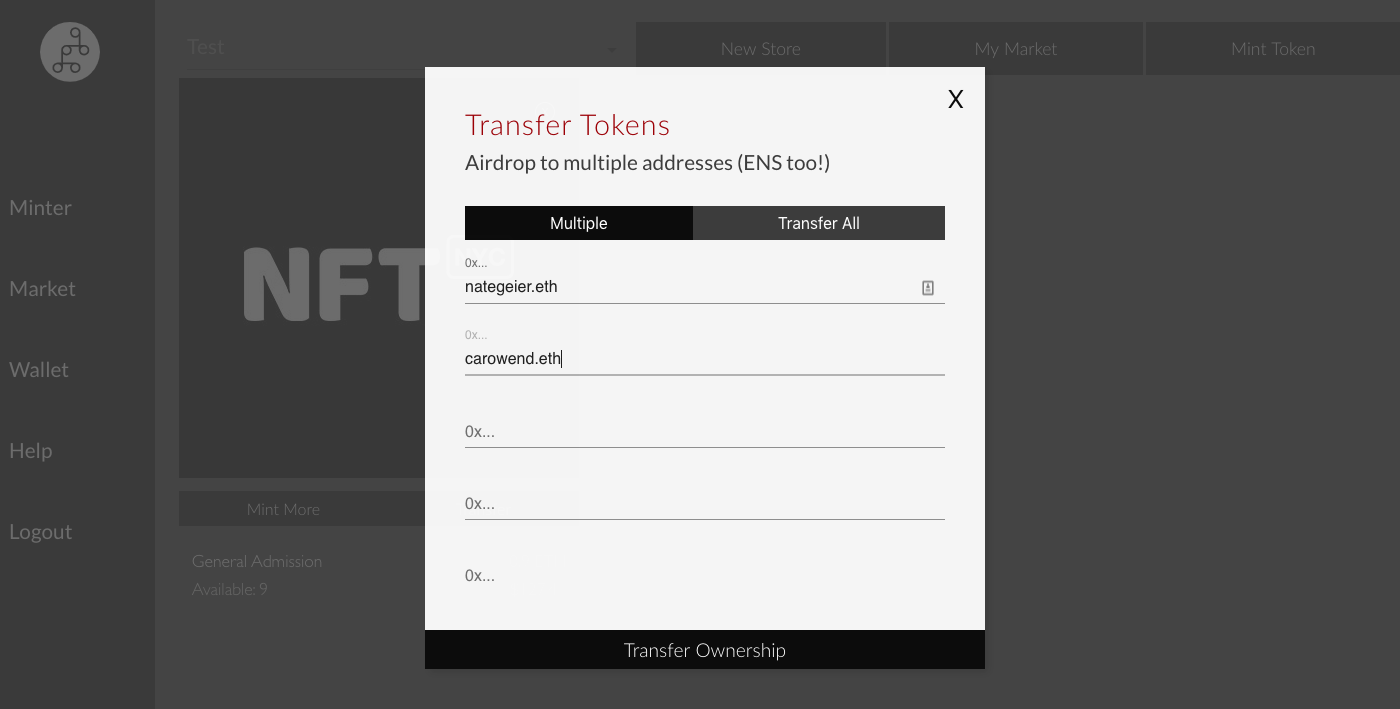 Test
New Store
My Market
Mint Token
Minter
Market
Wallet
Help
Logout
NFT NYC
Mint More
General Admission
Available: 9
X
Transfer Tokens
Airdrop to multiple addresses (ENS too!)
Multiple
Transfer All
0x...
nategeier.eth
0x...
carowend.eth
0x...
0x...
0x...
Transfer Ownership